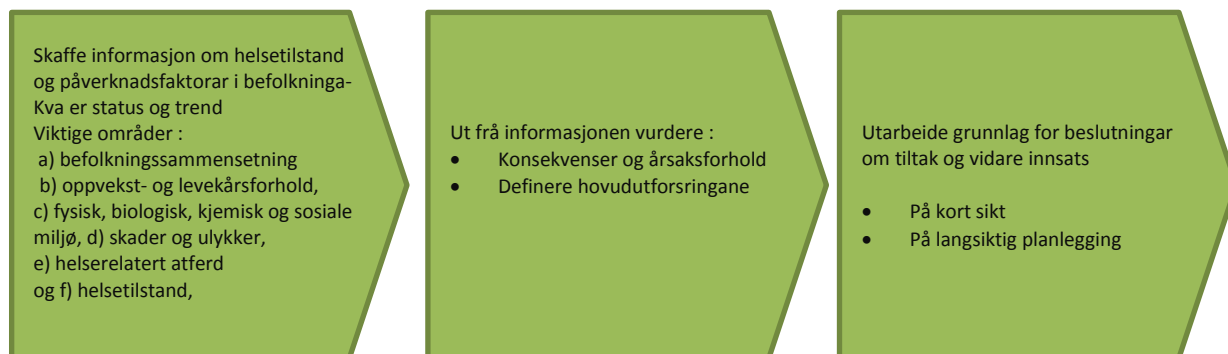 Skaffe informasjon om helsetilstand
og påverknadsfaktorar i befolkninga-
Kva er status og trend
Viktige områder :
a) befolkningssammensetning
b) oppvekst- og levekårsforhold,
c) fysisk, biologisk, kjemisk og sosiale
miljø, d) skader og ulykker,
e) helserelatert atferd
og f) helsetilstand,
Ut frå informasjonen vurdere :
• Konsekvenser og årsaksforhold
• Definere hovudutforsringane
Utarbeide grunnlag for beslutningar
om tiltak og vidare innsats
• På kort sikt
• På langsiktig planlegging